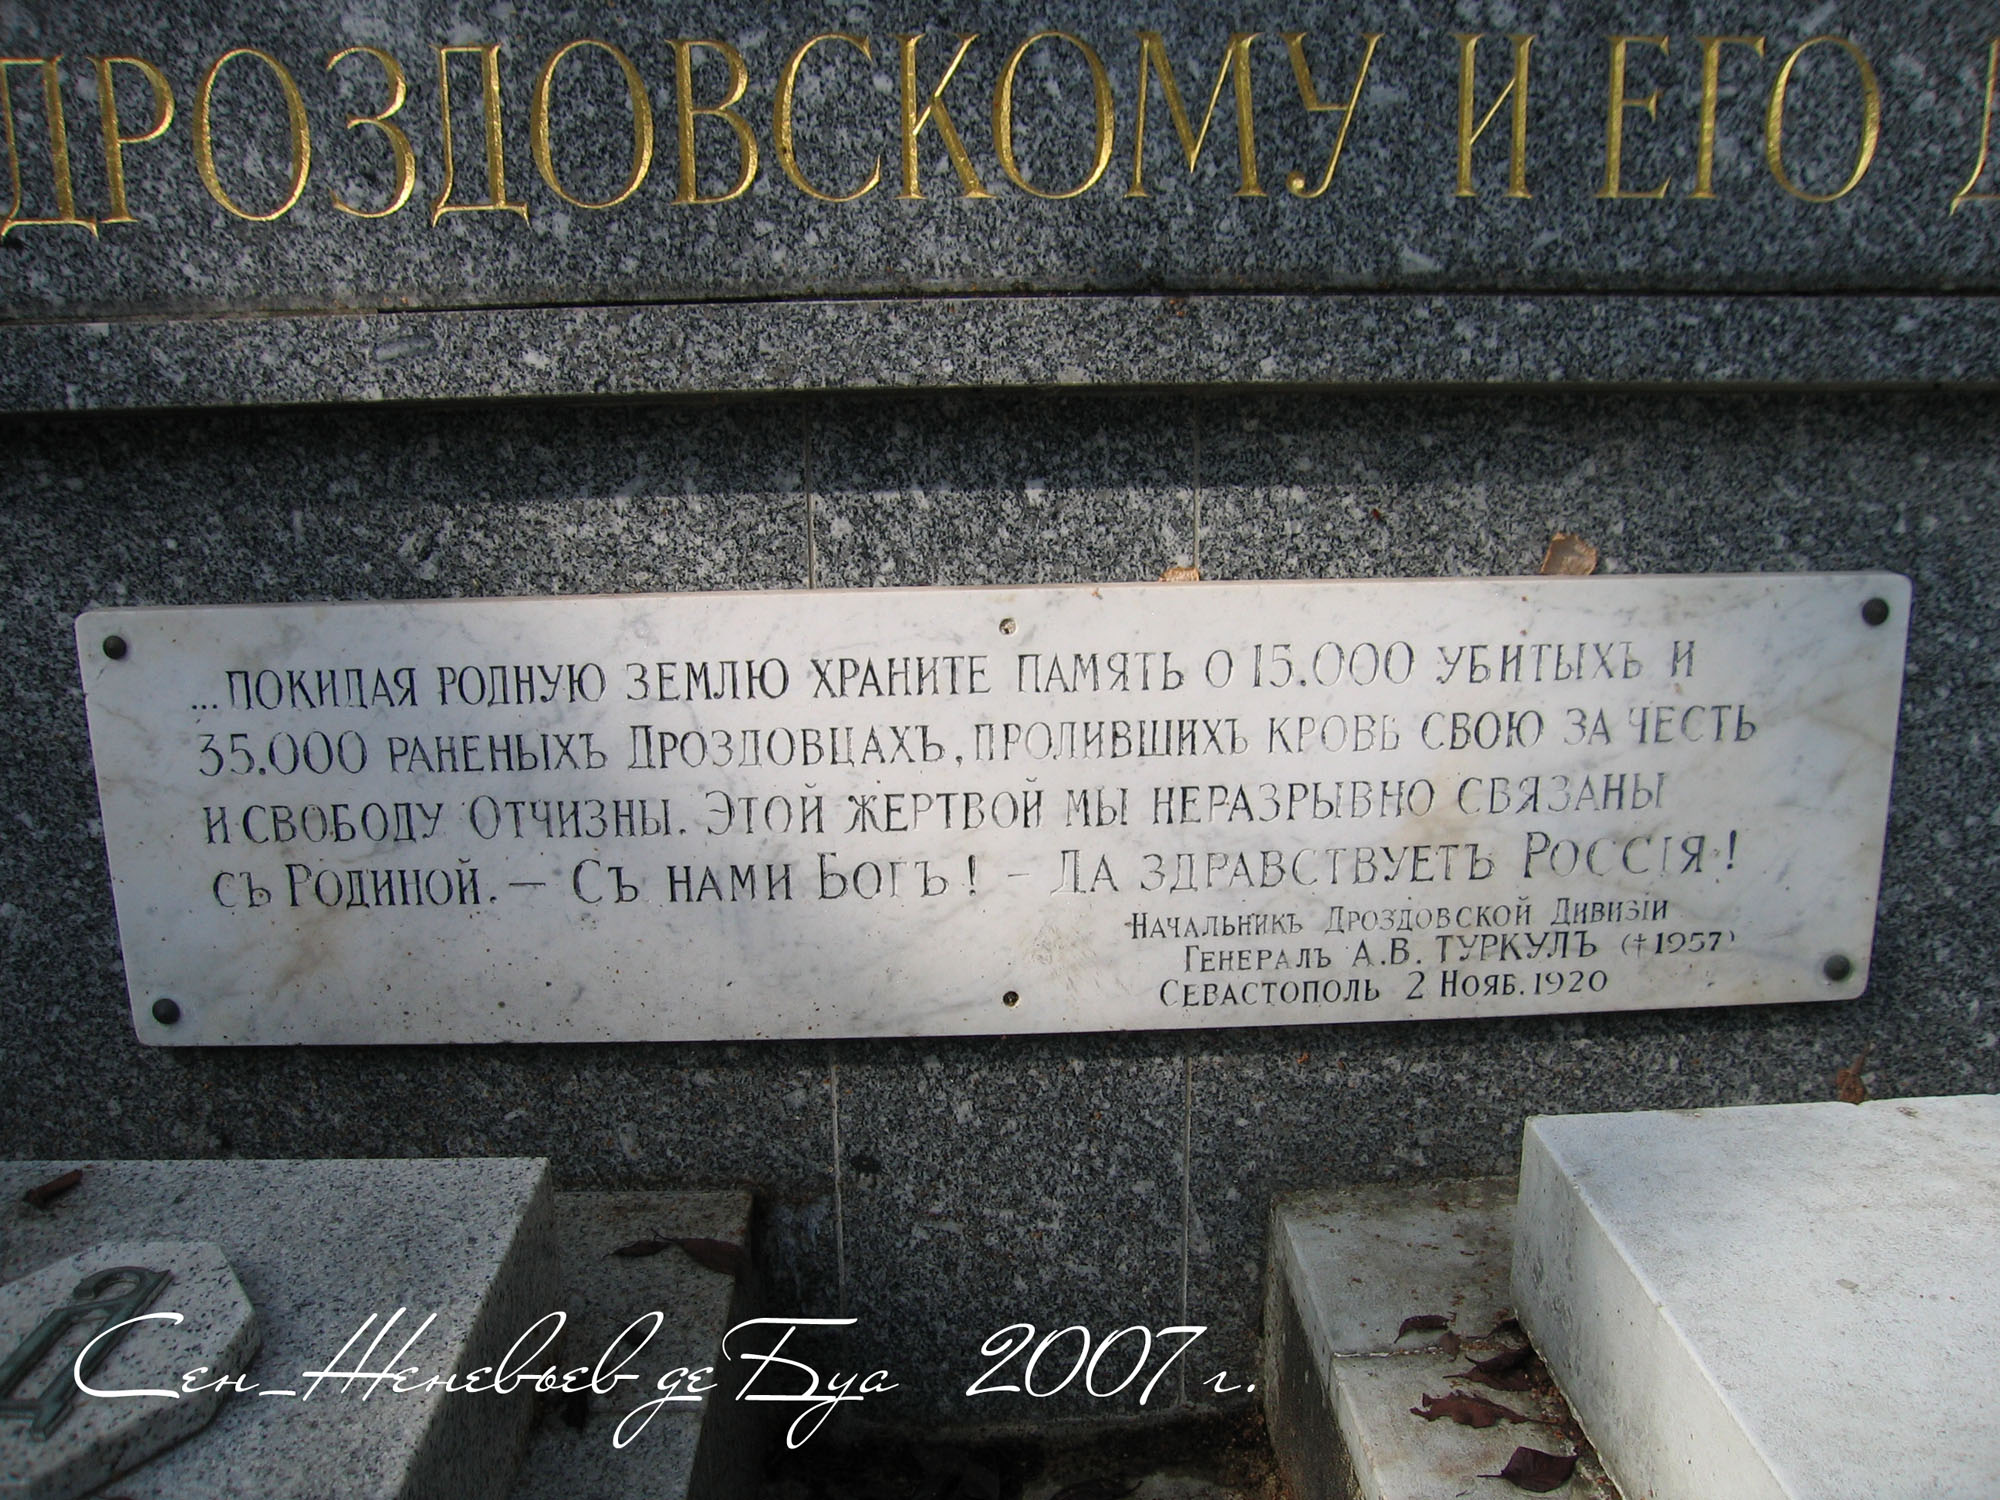 ДРОЗДОВСКОМУ И ЕГО Д
...ПОКИДАЯ РОДНУЮ ЗЕМЛЮ ХРАНИТЕ ПАМЯТЬ О 15.000 УБИТЫХЪ И
35.000 РАНЕНЫХЪ ДРОЗДОВЦАХЪ, ПРОЛИВШИХЪ КРОВЬ СВОЮ ЗА ЧЕСТЬ
И СВОБОДУ ОТЧИЗНЫ. ЭТОЙ ЖЕРТВОЙ МЫ НЕРАЗРЫВНО СВЯЗАНЫ
СЪ РОДИНОЙ. – СЪ НАМИ БОГЪ! – ДА ЗДРАВСТВУЕТЪ РОССІЯ!
НАЧАЛЬНИКЪ ДРОЗДОВСКОЙ ДИВИЗІИ
ГЕНЕРАЛЪ А.В. ТУРКУЛЪ (†1957)
СЕВАСТОПОЛЬ 2 НОЯБ. 1920
Д
Сен_Женевьев де Буа 2007 г.